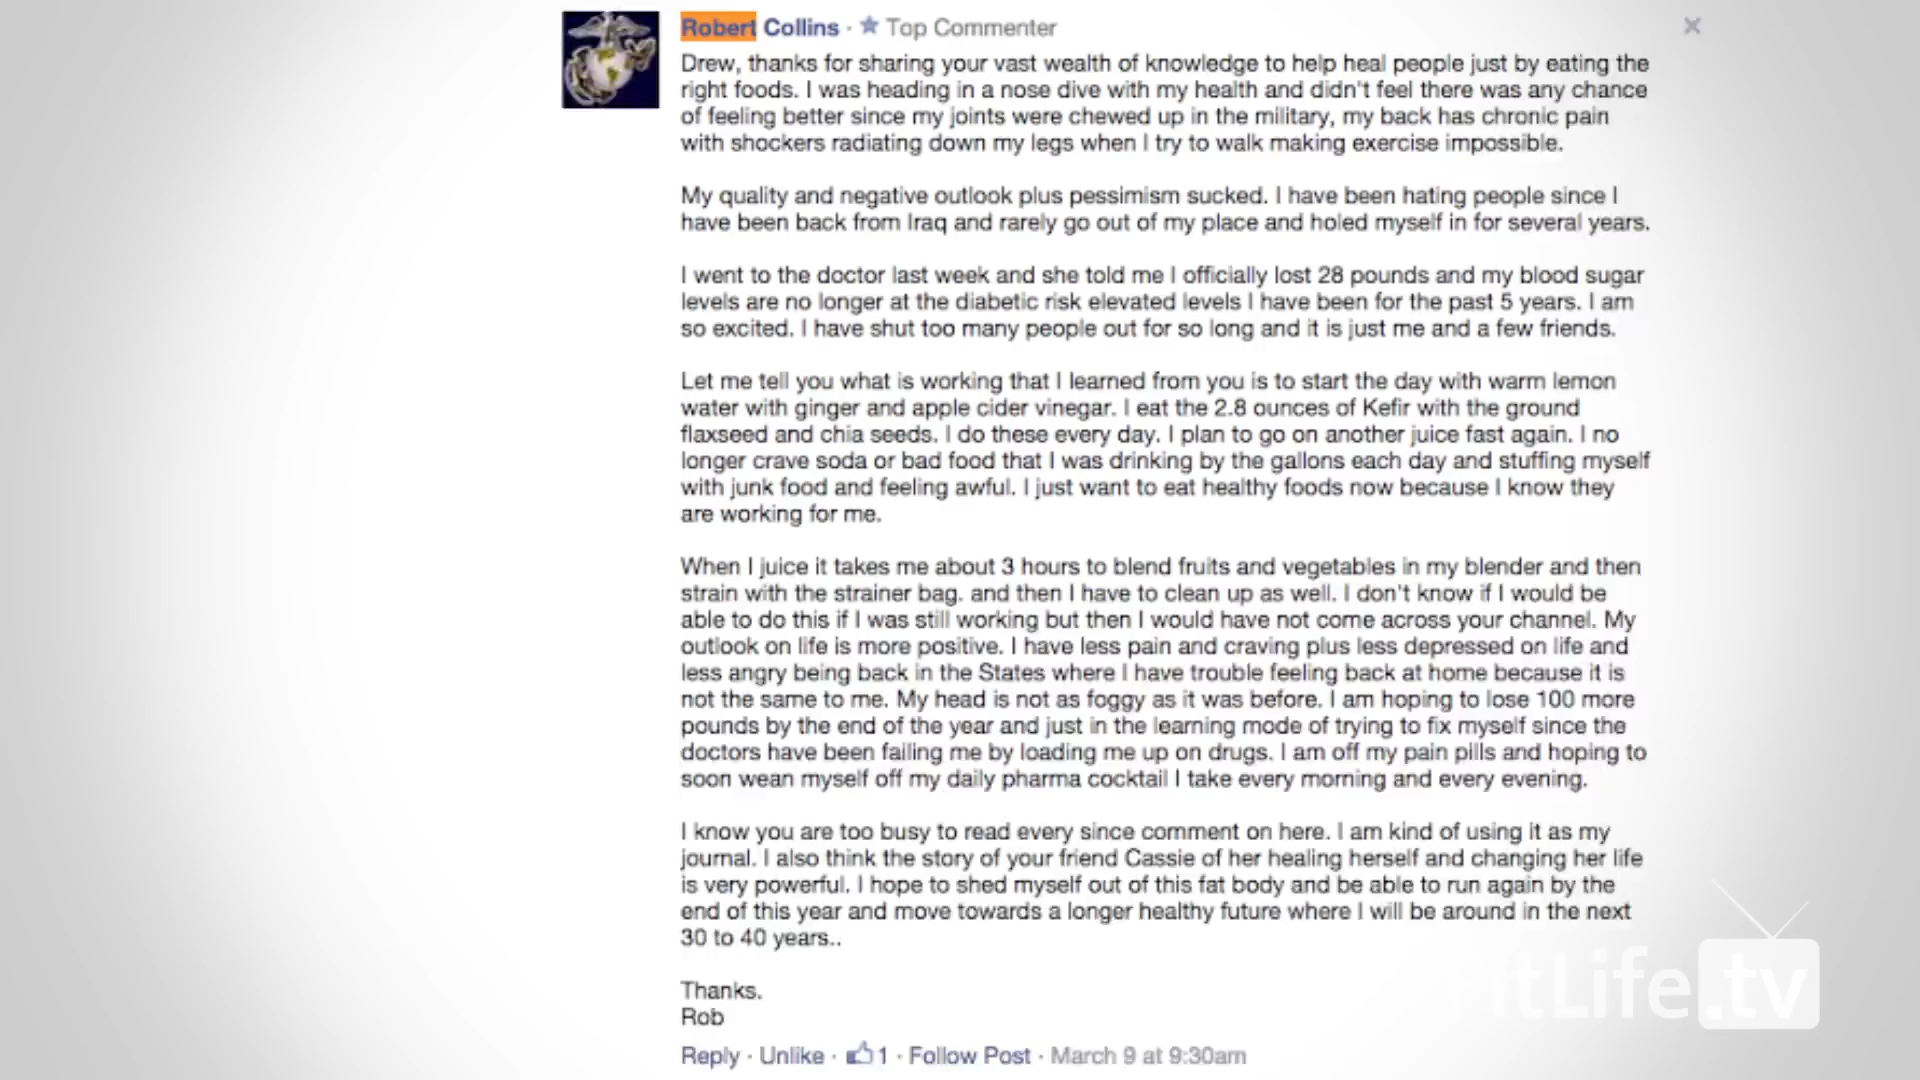 Robert Collins · Top Commenter
Drew, thanks for sharing your vast wealth of knowledge to help heal people just by eating the
right foods. I was heading in a nose dive with my health and didn't feel there was any chance
of feeling better since my joints were chewed up in the military, my back has chronic pain
with shockers radiating down my legs when I try to walk making exercise impossible.
My quality and negative outlook plus pessimism sucked. I have been hating people since I
have been back from Iraq and rarely go out of my place and holed myself in for several years.
I went to the doctor last week and she told me I officially lost 28 pounds and my blood sugar
levels are no longer at the diabetic risk elevated levels I have been for the past 5 years. I am
so excited. I have shut too many people out for so long and it is just me and a few friends.
Let me tell you what is working that I learned from you is to start the day with warm lemon
water with ginger and apple cider vinegar. I eat the 2.8 ounces of Kefir with the ground
flaxseed and chia seeds. I do these every day. I plan to go on another juice fast again. I no
longer crave soda or bad food that I was drinking by the gallons each day and stuffing myself
with junk food and feeling awful. I just want to eat healthy foods now because I know they
are working for me.
When I juice it takes me about 3 hours to blend fruits and vegetables in my blender and then
strain with the strainer bag. and then I have to clean up as well. I don't know if I would be
able to do this if I was still working but then I would have not come across your channel. My
outlook on life is more positive. I have less pain and craving plus less depressed on life and
less angry being back in the States where I have trouble feeling back at home because it is
not the same to me. My head is not as foggy as it was before. I am hoping to lose 100 more
pounds by the end of the year and just in the learning mode of trying to fix myself since the
doctors have been failing me by loading me up on drugs. I am off my pain pills and hoping to
soon wean myself off my daily pharma cocktail I take every morning and every evening.
I know you are too busy to read every since comment on here. I am kind of using it as my
journal. I also think the story of your friend Cassie of her healing herself and changing her life
is very powerful. I hope to shed myself out of this fat body and be able to run again by the
end of this year and move towards a longer healthy future where I will be around in the next
30 to 40 years..
Thanks.
Rob
Reply · Unlike · 1 · Follow Post · March 9 at 9:30am
FitLife.tv